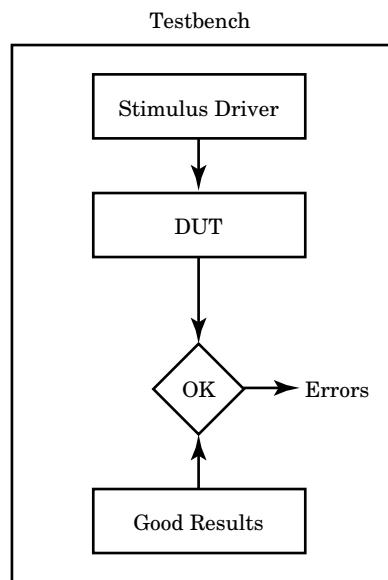 Testbench
Stimulus Driver
DUT
OK
Errors
Good Results